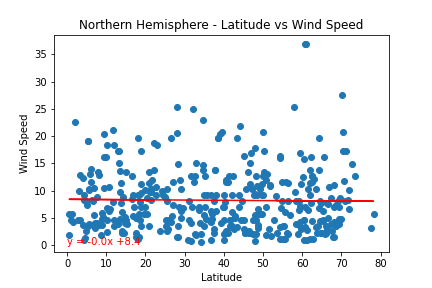 Northern Hemisphere - Latitude vs Wind Speed
35
30
25
20
15
10
5
0
Wind Speed
y = -0.0x +8.4
0 10 20 30 40 50 60 70 80
Latitude